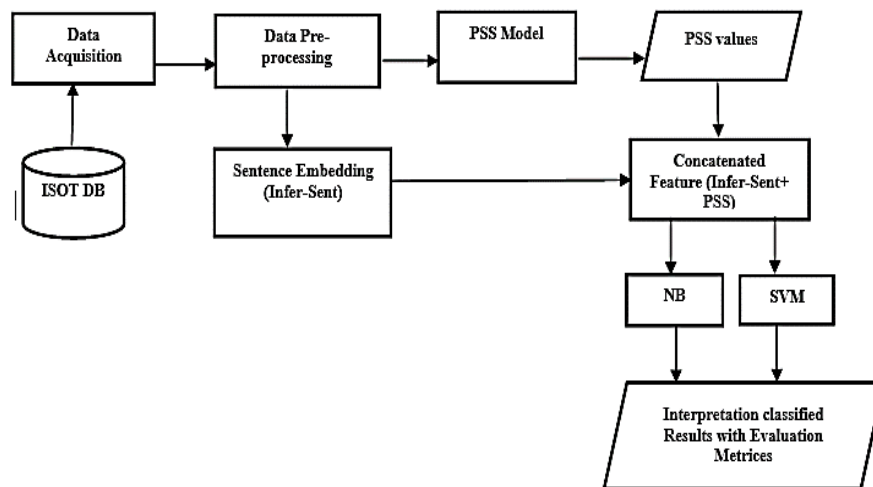 Data
Acquisition
Data Pre-
processing
PSS Model
PSS values
ISOT DB
Sentence Embedding
(Infer-Sent)
Concatenated
Feature (Infer-Sent+
PSS)
NB
SVM
Interpretation classified
Results with Evaluation
Metrices